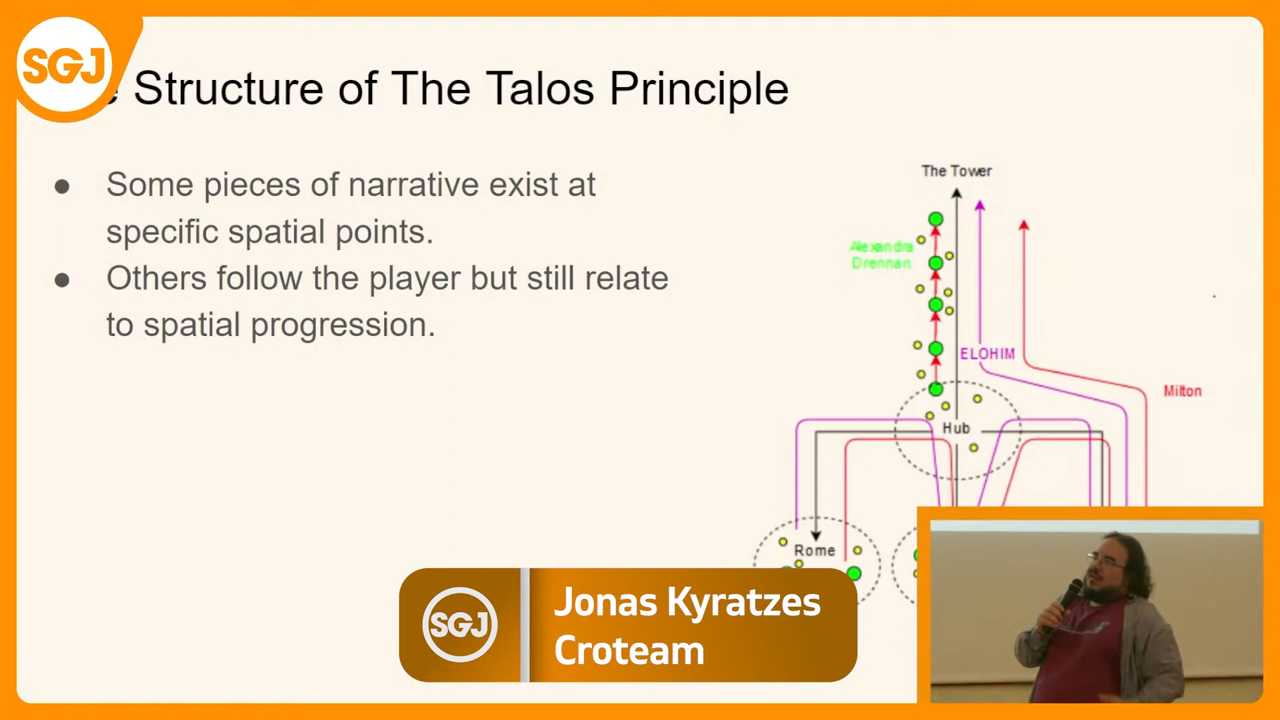 SGJ
e Structure of The Talos Principle
● Some pieces of narrative exist at
specific spatial points.
● Others follow the player but still relate
to spatial progression.
The Tower
Alexandra
Drennan
ELOHIM
Milton
Hub
Rome
SGJ
Jonas Kyratzes
Croteam